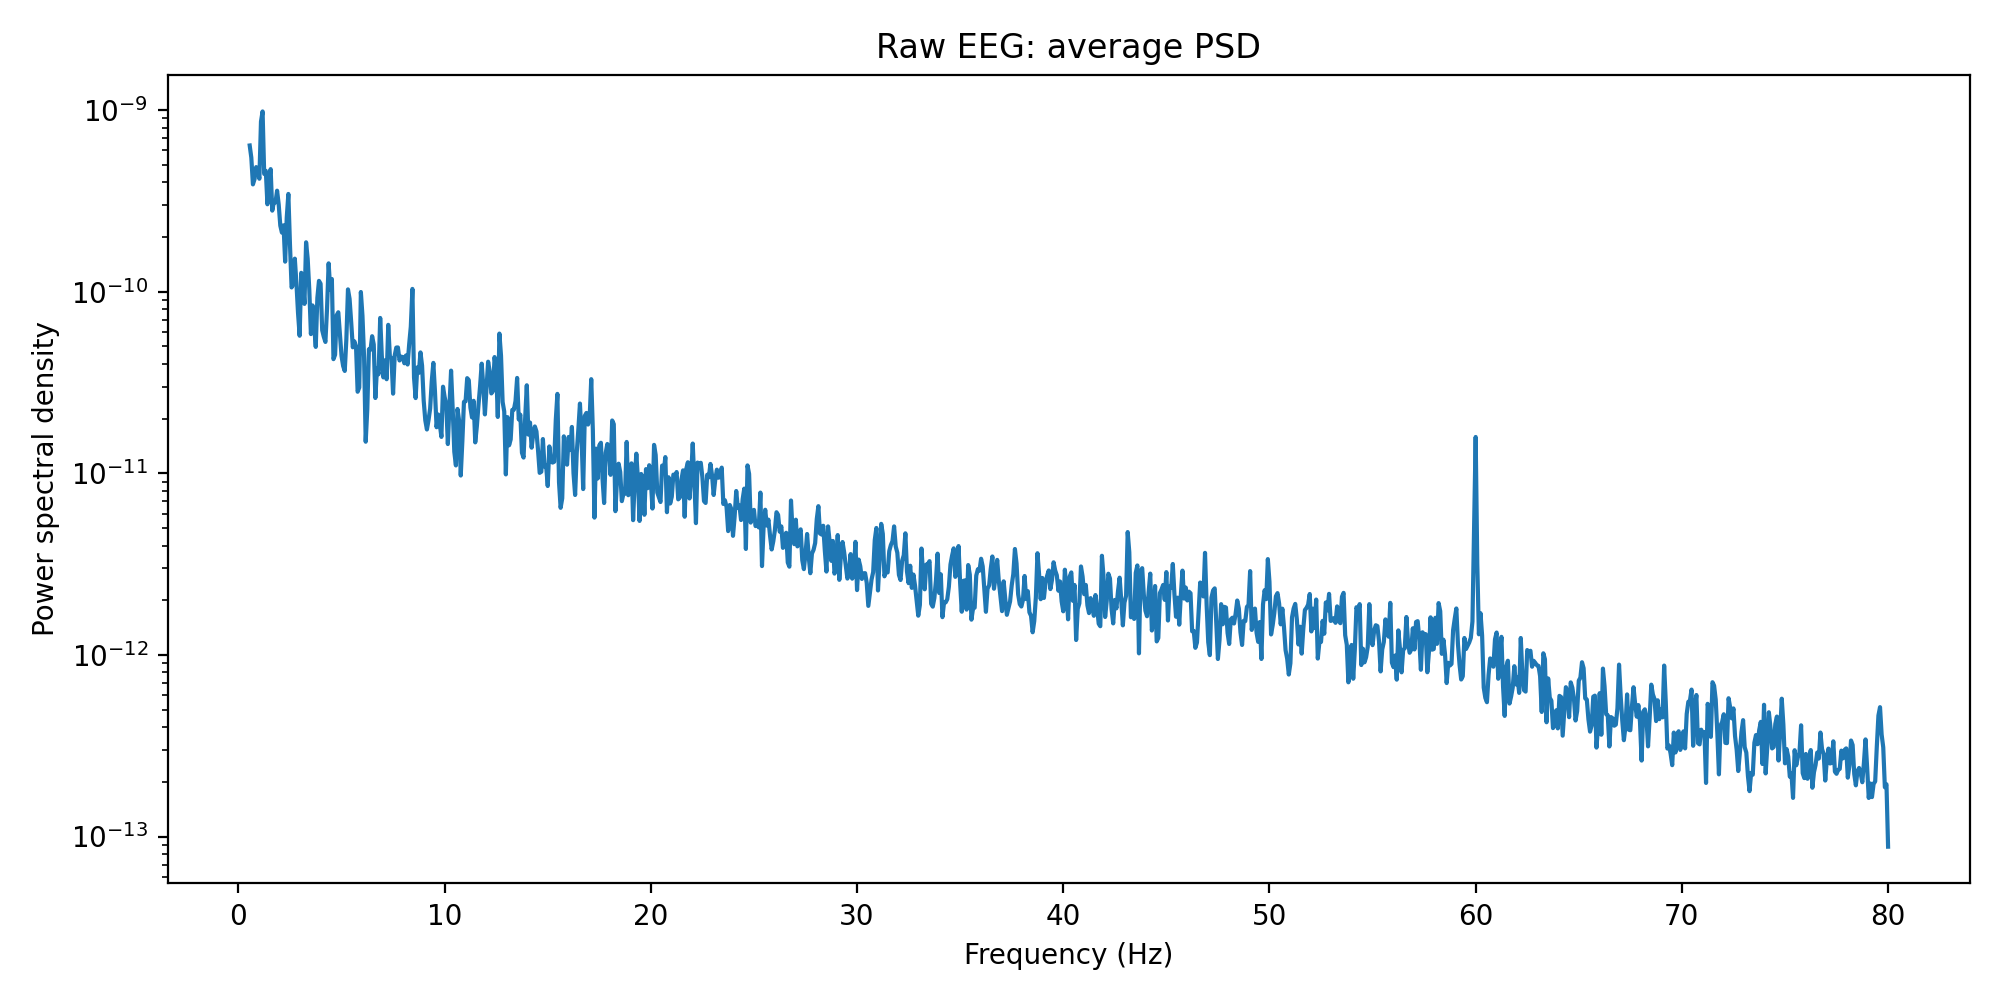 Raw EEG: average PSD
Power spectral density
10⁻⁹
10⁻¹⁰
10⁻¹¹
10⁻¹²
10⁻¹³
0 10 20 30 40 50 60 70 80
Frequency (Hz)